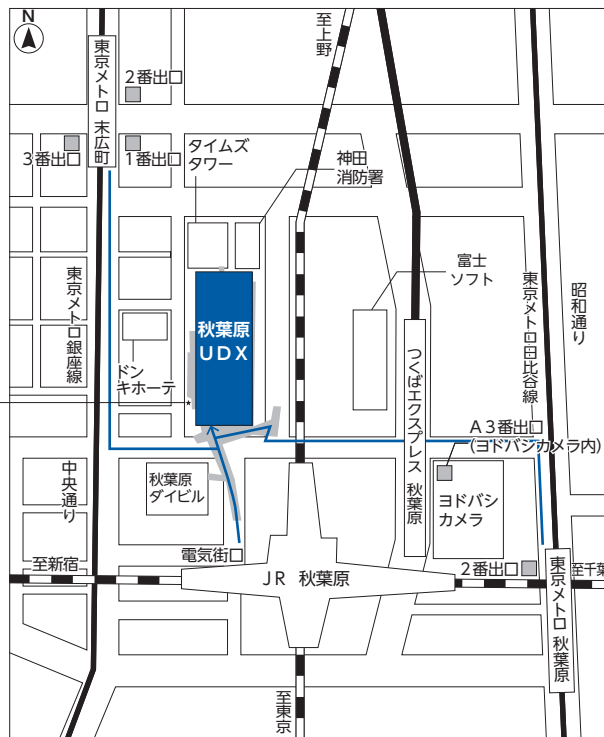 N
至上野
東京メトロ 末広町
2番出口
3番出口
1番出口
タイムズ
タワー
神田
消防署
富士
ソフト
東京メトロ銀座線
秋葉原
UDX
ドン
キホーテ
つくばエクスプレス 秋葉原
東京メトロ日比谷線
昭和通り
A3番出口
(ヨドバシカメラ内)
中央通り
秋葉原
ダイビル
ヨドバシ
カメラ
電気街口
至新宿
JR 秋葉原
2番出口
至千葉
東京メトロ 秋葉原
至東京